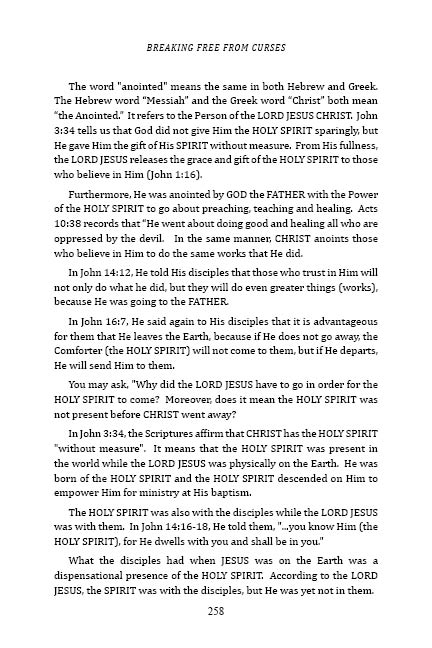 BREAKING FREE FROM CURSES
The word "anointed" means the same in both Hebrew and Greek.
The Hebrew word “Messiah” and the Greek word “Christ” both mean
“the Anointed.” It refers to the Person of the LORD JESUS CHRIST. John
3:34 tells us that God did not give Him the HOLY SPIRIT sparingly, but
He gave Him the gift of His SPIRIT without measure. From His fullness,
the LORD JESUS releases the grace and gift of the HOLY SPIRIT to those
who believe in Him (John 1:16).
Furthermore, He was anointed by GOD the FATHER with the Power
of the HOLY SPIRIT to go about preaching, teaching and healing. Acts
10:38 records that “He went about doing good and healing all who are
oppressed by the devil. In the same manner, CHRIST anoints those
who believe in Him to do the same works that He did.
In John 14:12, He told His disciples that those who trust in Him will
not only do what he did, but they will do even greater things (works),
because He was going to the FATHER.
In John 16:7, He said again to His disciples that it is advantageous
for them that He leaves the Earth, because if He does not go away, the
Comforter (the HOLY SPIRIT) will not come to them, but if He departs,
He will send Him to them.
You may ask, "Why did the LORD JESUS have to go in order for the
HOLY SPIRIT to come? Moreover, does it mean the HOLY SPIRIT was
not present before CHRIST went away?
In John 3:34, the Scriptures affirm that CHRIST has the HOLY SPIRIT
"without measure". It means that the HOLY SPIRIT was present in
the world while the LORD JESUS was physically on the Earth. He was
born of the HOLY SPIRIT and the HOLY SPIRIT descended on Him to
empower Him for ministry at His baptism.
The HOLY SPIRIT was also with the disciples while the LORD JESUS
was with them. In John 14:16-18, He told them, "...you know Him (the
HOLY SPIRIT), for He dwells with you and shall be in you."
What the disciples had when JESUS was on the Earth was a
dispensational presence of the HOLY SPIRIT. According to the LORD
JESUS, the SPIRIT was with the disciples, but He was yet not in them.
258